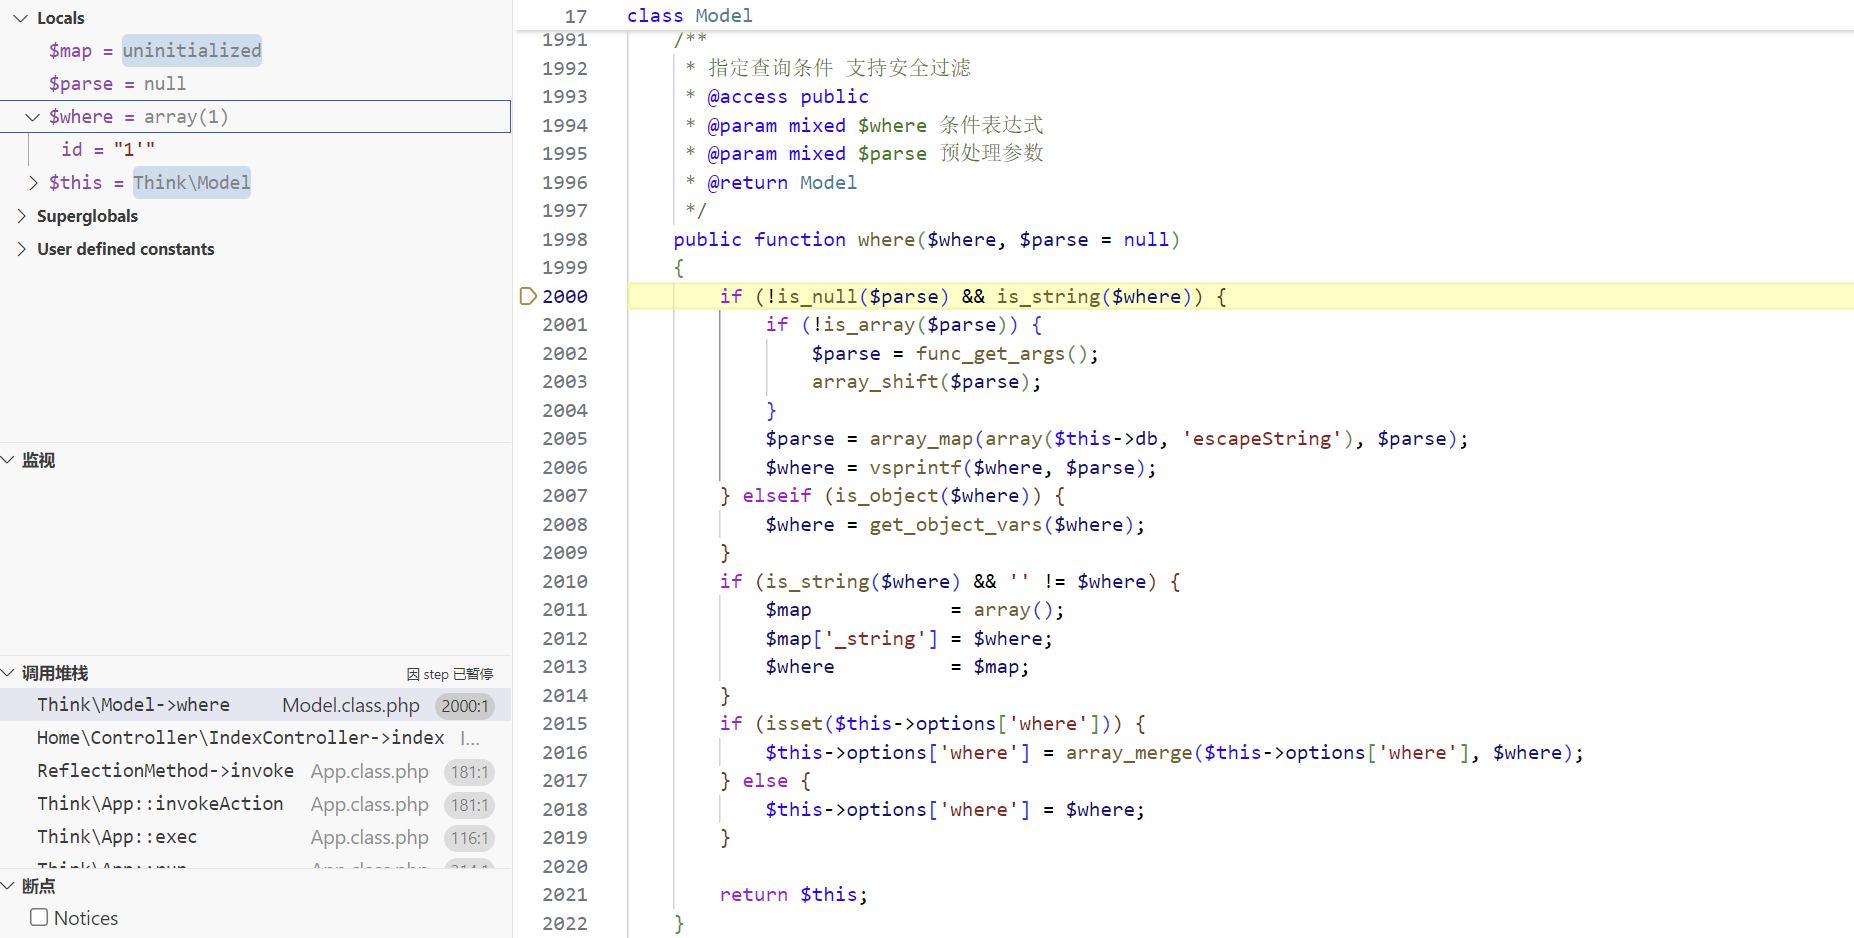 Locals
$map = uninitialized
$parse = null
$where = array(1)
id = "1'"
$this = Think\Model
Superglobals
User defined constants
监视
调用堆栈 因 step 已暂停
Think\Model->where Model.class.php 2000:1
Home\Controller\IndexController->index I...
ReflectionMethod->invoke App.class.php 181:1
Think\App::invokeAction App.class.php 181:1
Think\App::exec App.class.php 116:1
Think\App::run App.class.php 214:1
断点
Notices
17 class Model
1991 /**
1992 * 指定查询条件 支持安全过滤
1993 * @access public
1994 * @param mixed $where 条件表达式
1995 * @param mixed $parse 预处理参数
1996 * @return Model
1997 */
1998 public function where($where, $parse = null)
1999 {
2000 if (!is_null($parse) && is_string($where)) {
2001 if (!is_array($parse)) {
2002 $parse = func_get_args();
2003 array_shift($parse);
2004 }
2005 $parse = array_map(array($this->db, 'escapeString'), $parse);
2006 $where = vsprintf($where, $parse);
2007 } elseif (is_object($where)) {
2008 $where = get_object_vars($where);
2009 }
2010 if (is_string($where) && '' != $where) {
2011 $map = array();
2012 $map['_string'] = $where;
2013 $where = $map;
2014 }
2015 if (isset($this->options['where'])) {
2016 $this->options['where'] = array_merge($this->options['where'], $where);
2017 } else {
2018 $this->options['where'] = $where;
2019 }
2020
2021 return $this;
2022 }